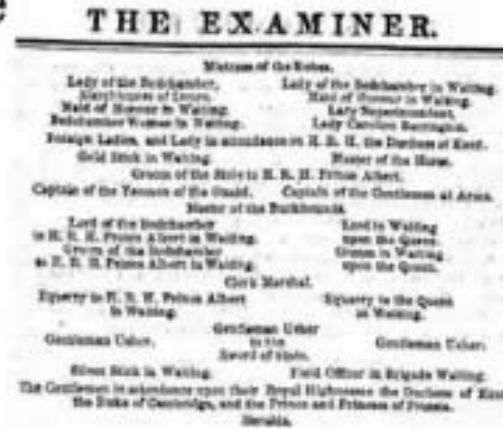 THE EXAMINER.
Mistress of the Robes.
Lady of the Bedchamber, Lady of the Bedchamber in Waiting.
Maid of Honour in Waiting. Maid of Honour in Waiting.
Bedchamber Woman in Waiting. Lady Caroline Barrington.
Foreign Ladies, and Lady in attendance on H. R. H. the Duchess of Kent.
Gold Stick in Waiting. Master of the Horse.
Groom of the Stole to H. R. H. Prince Albert.
Captain of the Yeomen of the Guard. Captain of the Gentlemen at Arms.
Master of the Buckhounds.
Lord of the Bedchamber Lord in Waiting
to H. R. H. Prince Albert in Waiting. upon the Queen.
Groom of the Bedchamber Groom in Waiting
to H. R. H. Prince Albert in Waiting. upon the Queen.
Clerk Marshal.
Equerry to H. R. H. Prince Albert Equerry to the Queen
in Waiting. in Waiting.
Gentleman Usher
Gentleman Usher. to the Gentleman Usher.
Sword of State.
Silver Stick in Waiting. Field Officer in Brigade Waiting.
The Gentlemen in attendance upon their Royal Highnesses the Duchess of Kent,
the Duke of Cambridge, and the Prince and Princess of Prussia.
Heralds.